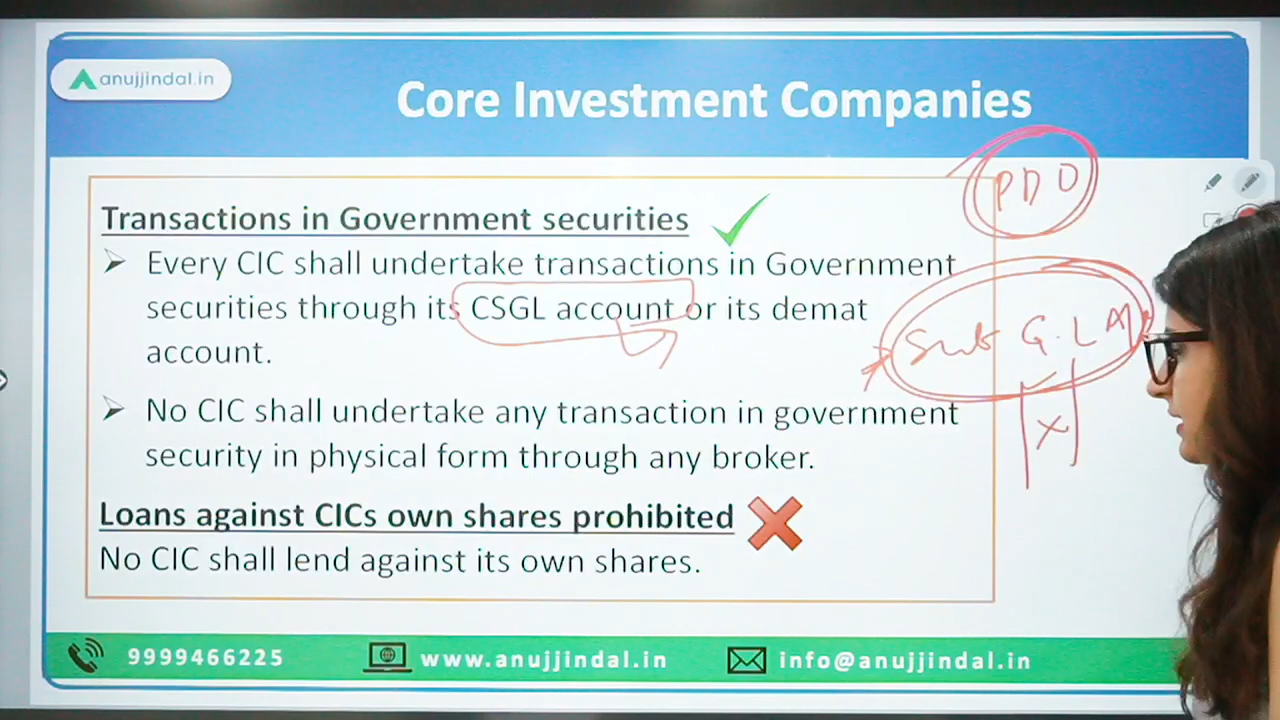 anujjindal.in
Core Investment Companies
PDO
Transactions in Government securities
Every CIC shall undertake transactions in Government
securities through its CSGL account or its demat
account.
Sub G.L A/
No CIC shall undertake any transaction in government
security in physical form through any broker.
Loans against CICs own shares prohibited
No CIC shall lend against its own shares.
9999466225
www.anujjindal.in
info@anujjindal.in